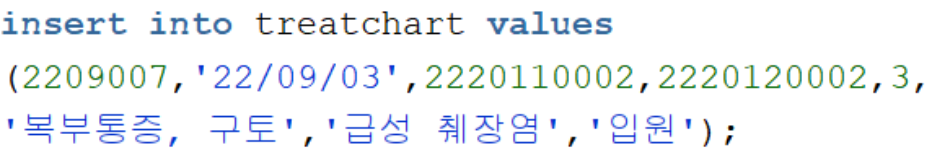 insert into treatchart values
(2209007,'22/09/03',2220110002,2220120002,3,
'복부통증, 구토','급성 췌장염','입원');